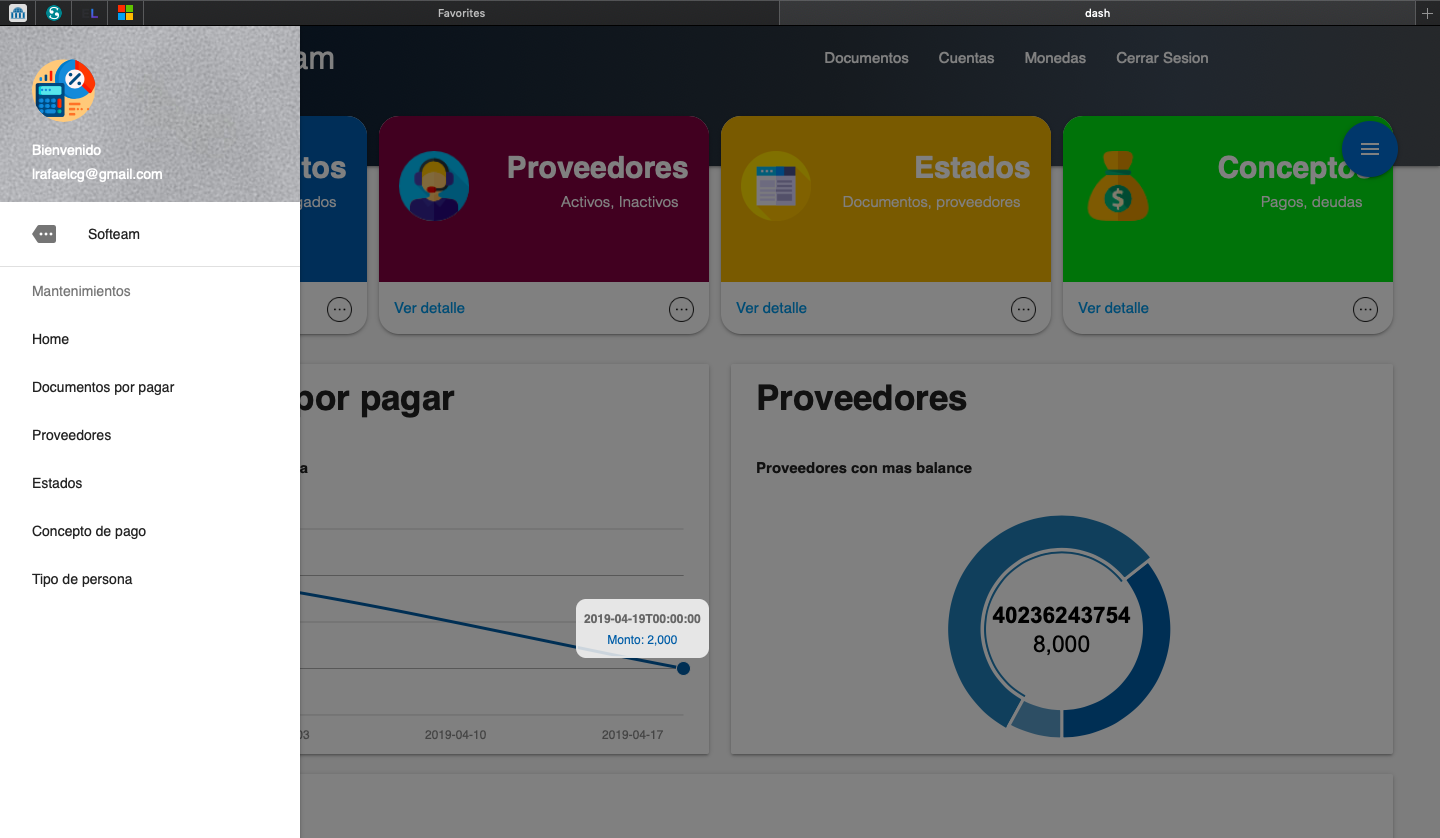 L
Favorites
dash
am
Documentos
Cuentas
Monedas
Cerrar Sesion
Bienvenido
lrafaelcg@gmail.com
Softeam
Mantenimientos
Home
Documentos por pagar
Proveedores
Estados
Concepto de pago
Tipo de persona
tos
gados
Proveedores
Activos, Inactivos
Ver detalle
Estados
Documentos, proveedores
Ver detalle
Conceptos
Pagos, deudas
Ver detalle
por pagar
a
2019-04-19T00:00:00
Monto: 2,000
03
2019-04-10
2019-04-17
Proveedores
Proveedores con mas balance
40236243754
8,000